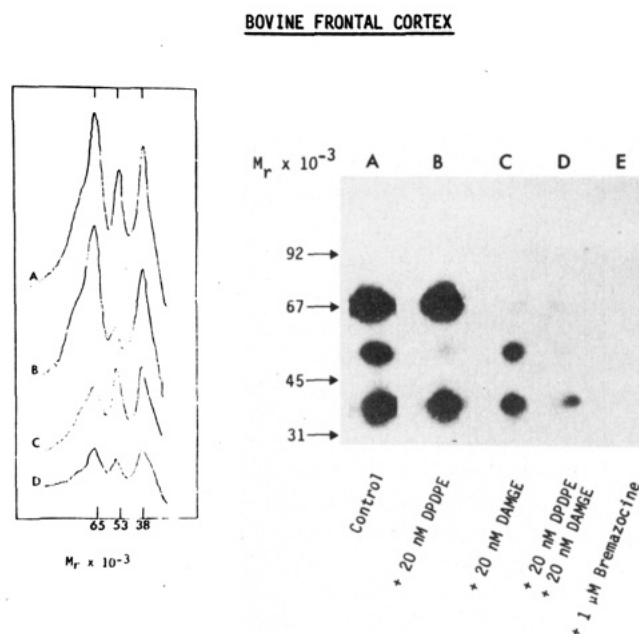 BOVINE FRONTAL CORTEX
A
B
C
D
65 53 38
Mr x 10-3
Mr x 10-3 A B C D E
92
67
45
31
Control
+ 20 nM DPDPE
+ 20 nM DAMGE
+ 20 nM DPDPE
+ 20 nM DAMGE
+ 1 μM Bremazocine